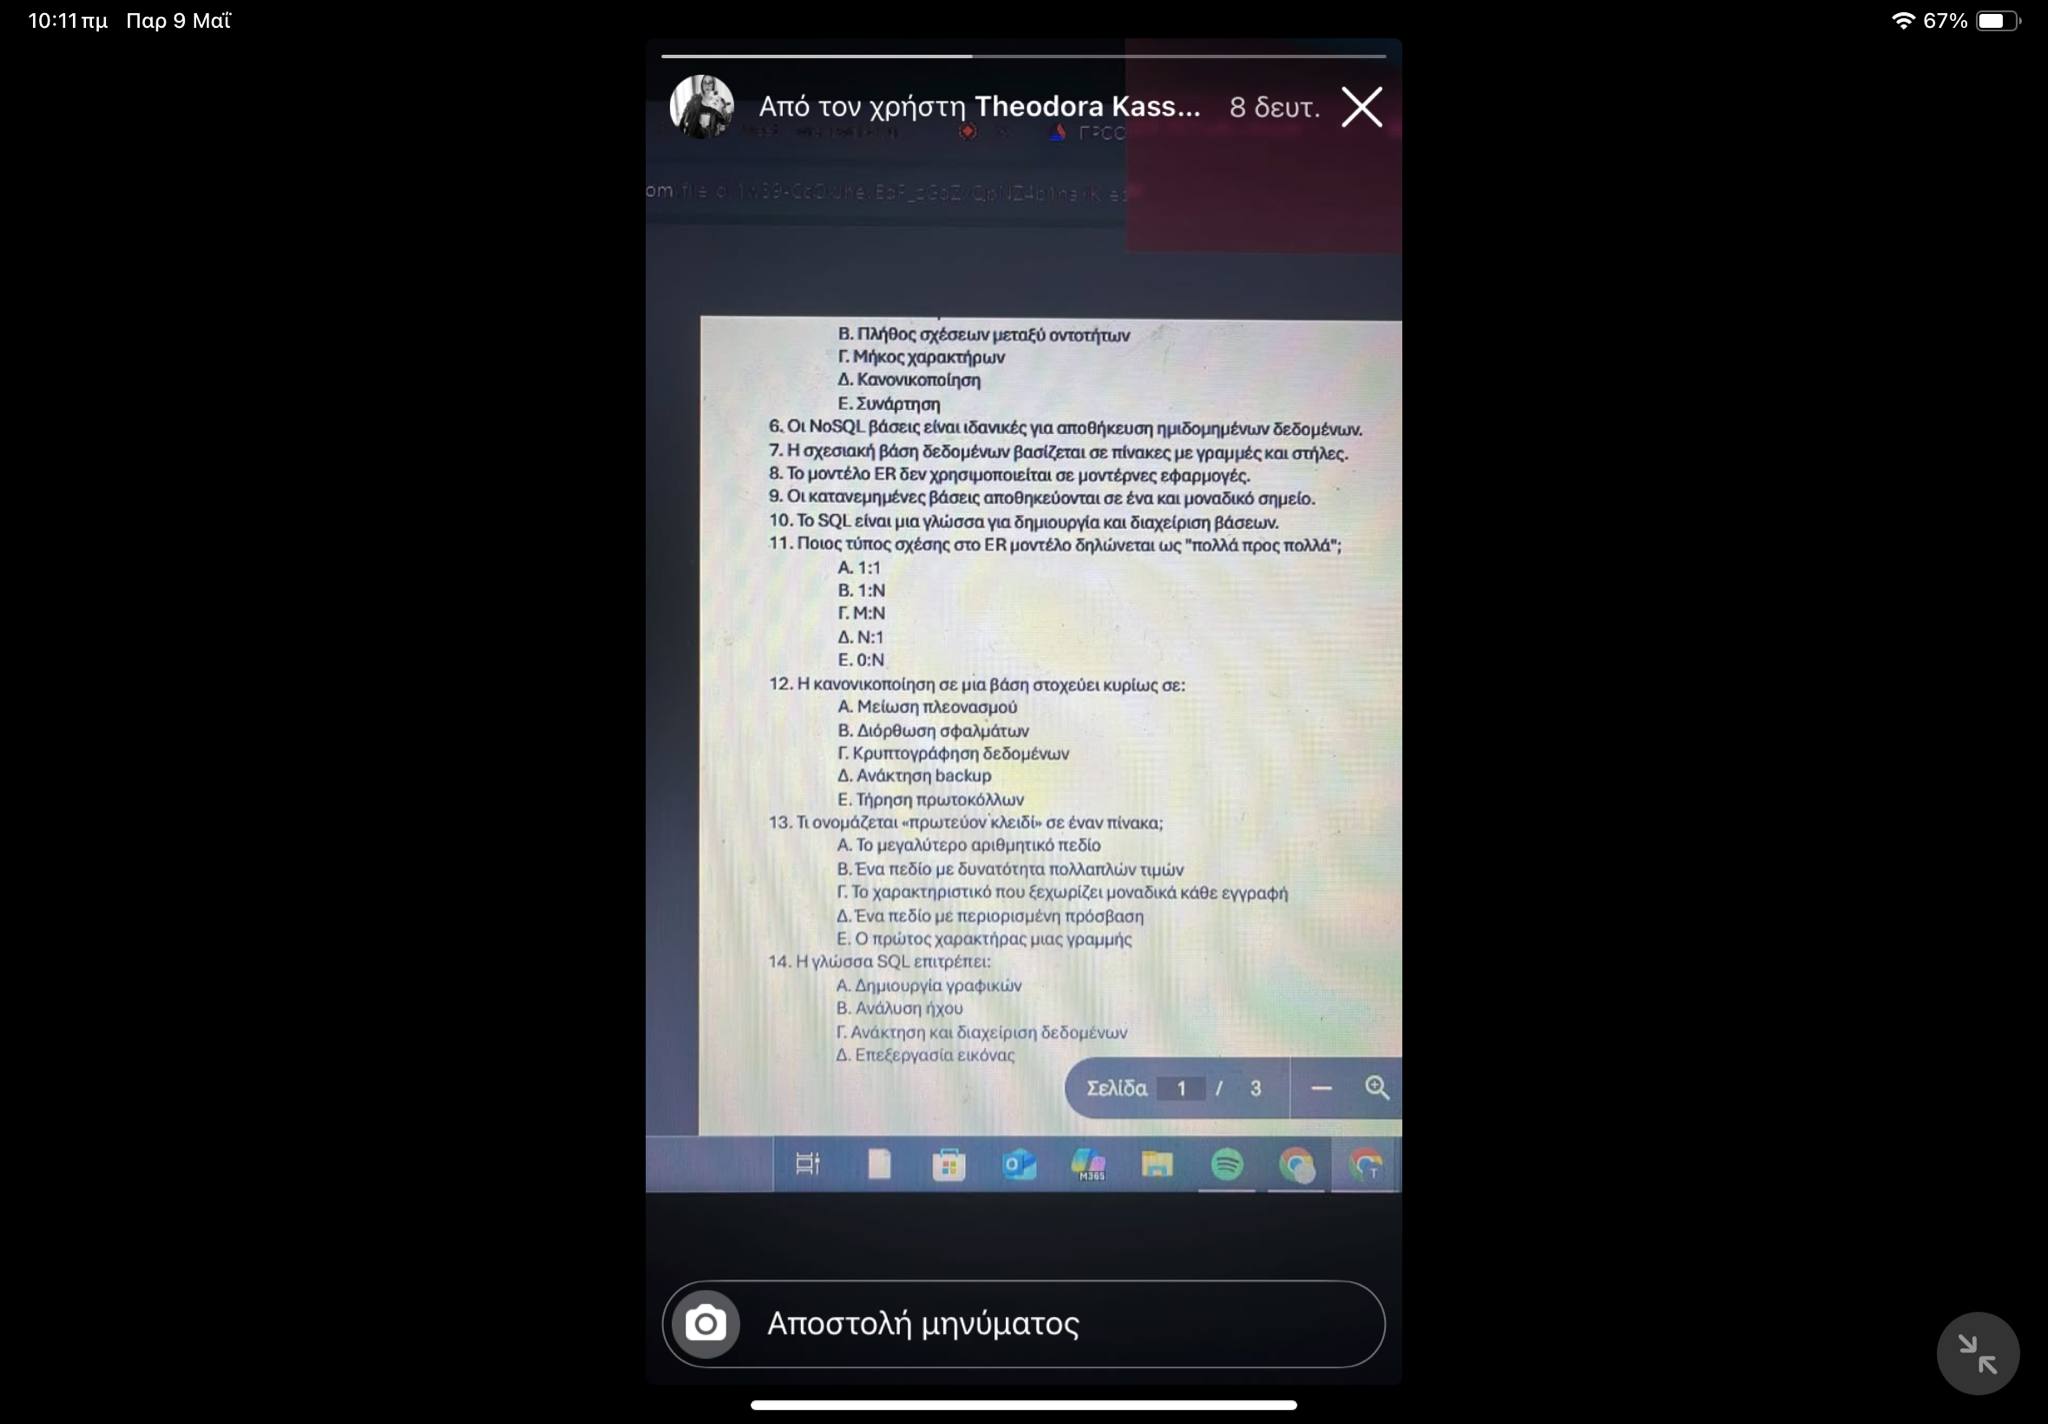 10:11 πμ Παρ 9 Μαΐ
67%
Από τον χρήστη Theodora Kass... 8 δευτ.
Β. Πλήθος σχέσεων μεταξύ οντοτήτων
Γ. Μήκος χαρακτήρων
Δ. Κανονικοποίηση
Ε. Συνάρτηση
6. Οι NoSQL βάσεις είναι ιδανικές για αποθήκευση ημιδομημένων δεδομένων.
7. Η σχεσιακή βάση δεδομένων βασίζεται σε πίνακες με γραμμές και στήλες.
8. Το μοντέλο ER δεν χρησιμοποιείται σε μοντέρνες εφαρμογές.
9. Οι κατανεμημένες βάσεις αποθηκεύονται σε ένα και μοναδικό σημείο.
10. Το SQL είναι μια γλώσσα για δημιουργία και διαχείριση βάσεων.
11. Ποιος τύπος σχέσης στο ER μοντέλο δηλώνεται ως "πολλά προς πολλά";
Α. 1:1
Β. 1:N
Γ. M:N
Δ. N:1
Ε. 0:N
12. Η κανονικοποίηση σε μια βάση στοχεύει κυρίως σε:
Α. Μείωση πλεονασμού
Β. Διόρθωση σφαλμάτων
Γ. Κρυπτογράφηση δεδομένων
Δ. Ανάκτηση backup
Ε. Τήρηση πρωτοκόλλων
13. Τι ονομάζεται «πρωτεύον κλειδί» σε έναν πίνακα;
Α. Το μεγαλύτερο αριθμητικό πεδίο
Β. Ένα πεδίο με δυνατότητα πολλαπλών τιμών
Γ. Το χαρακτηριστικό που ξεχωρίζει μοναδικά κάθε εγγραφή
Δ. Ένα πεδίο με περιορισμένη πρόσβαση
Ε. Ο πρώτος χαρακτήρας μιας γραμμής
14. Η γλώσσα SQL επιτρέπει:
Α. Δημιουργία γραφικών
Β. Ανάλυση ήχου
Γ. Ανάκτηση και διαχείριση δεδομένων
Δ. Επεξεργασία εικόνας
Σελίδα 1 / 3
M365
Αποστολή μηνύματος